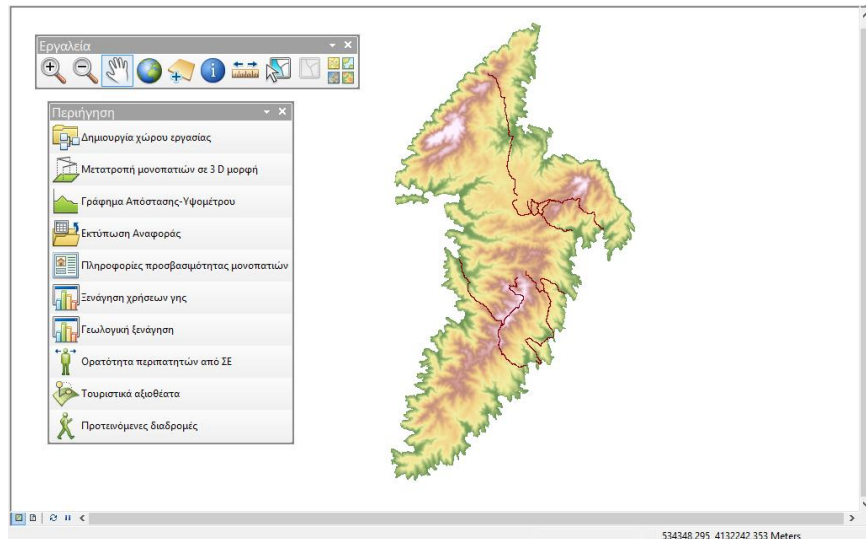 Εργαλεία
Περιήγηση
Δημιουργία χώρου εργασίας
Μετατροπή μονοπατιών σε 3 D μορφή
Γράφημα Απόστασης-Υψομέτρου
Εκτύπωση Αναφοράς
Πληροφορίες προσβασιμότητας μονοπατιών
Ξενάγηση χρήσεων γης
Γεωλογική ξενάγηση
Ορατότητα περιπατητών από ΣΕ
Τουριστικά αξιοθέατα
Προτεινόμενες διαδρομές
534348,295 4132242,353 Meters